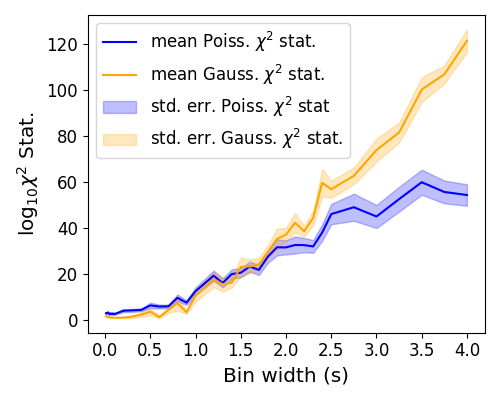 mean Poiss. χ² stat.
mean Gauss. χ² stat.
std. err. Poiss. χ² stat
std. err. Gauss. χ² stat.
log₁₀χ² Stat.
120
100
80
60
40
20
0
0.0 0.5 1.0 1.5 2.0 2.5 3.0 3.5 4.0
Bin width (s)